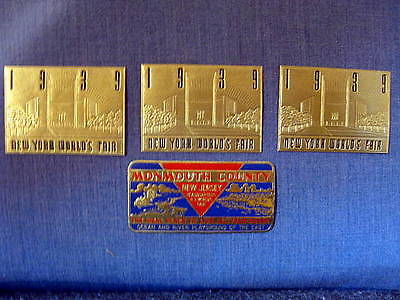 1939
NEW YORK WORLD'S FAIR
1939
NEW YORK WORLD'S FAIR
1939
NEW YORK WORLD'S FAIR
MONMOUTH COUNTY
NEW JERSEY
OCEAN AND RIVER PLAYGROUND OF THE EAST